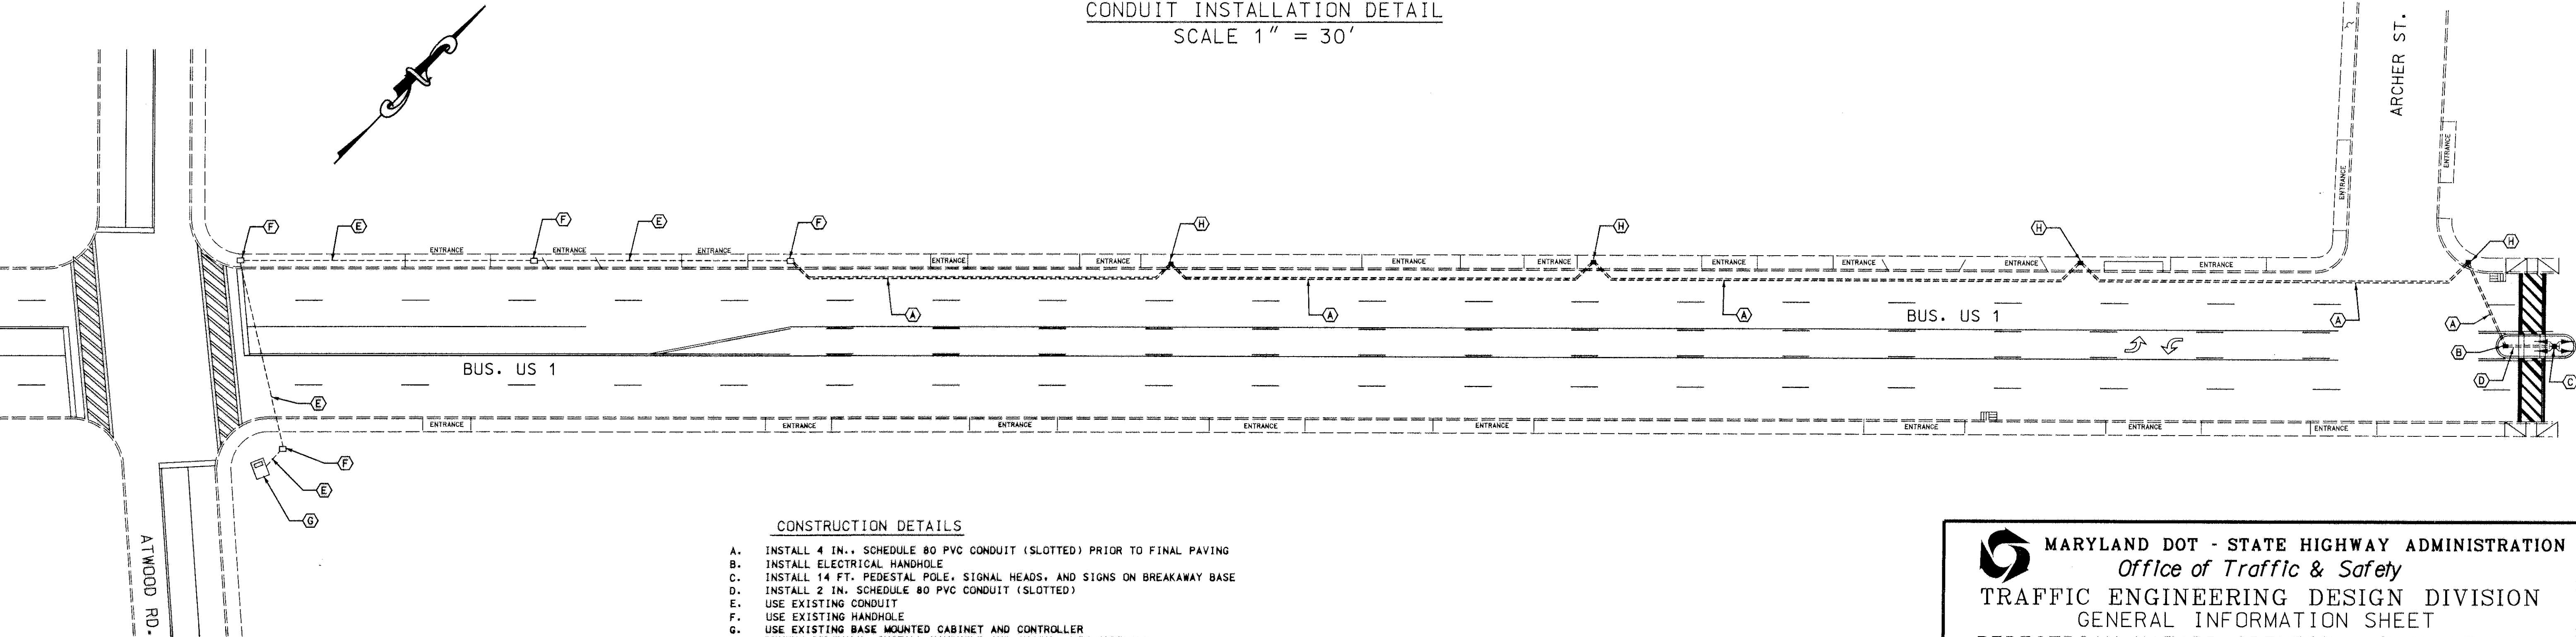 CONDUIT INSTALLATION DETAIL
SCALE 1" = 30'
ARCHER ST.
ENTRANCE
ENTRANCE
F
E
F
E
F
H
H
H
H
ENTRANCE
ENTRANCE
ENTRANCE
ENTRANCE
ENTRANCE
ENTRANCE
ENTRANCE
ENTRANCE
ENTRANCE
ENTRANCE
ENTRANCE
A
A
A
A
A
BUS. US 1
BUS. US 1
B
D
C
E
ENTRANCE
ENTRANCE
ENTRANCE
ENTRANCE
ENTRANCE
ENTRANCE
ENTRANCE
ENTRANCE
F
E
G
ATWOOD RD.
CONSTRUCTION DETAILS
A. INSTALL 4 IN., SCHEDULE 80 PVC CONDUIT (SLOTTED) PRIOR TO FINAL PAVING
B. INSTALL ELECTRICAL HANDHOLE
C. INSTALL 14 FT. PEDESTAL POLE, SIGNAL HEADS, AND SIGNS ON BREAKAWAY BASE
D. INSTALL 2 IN. SCHEDULE 80 PVC CONDUIT (SLOTTED)
E. USE EXISTING CONDUIT
F. USE EXISTING HANDHOLE
G. USE EXISTING BASE MOUNTED CABINET AND CONTROLLER
MARYLAND DOT - STATE HIGHWAY ADMINISTRATION
Office of Traffic & Safety
TRAFFIC ENGINEERING DESIGN DIVISION
GENERAL INFORMATION SHEET